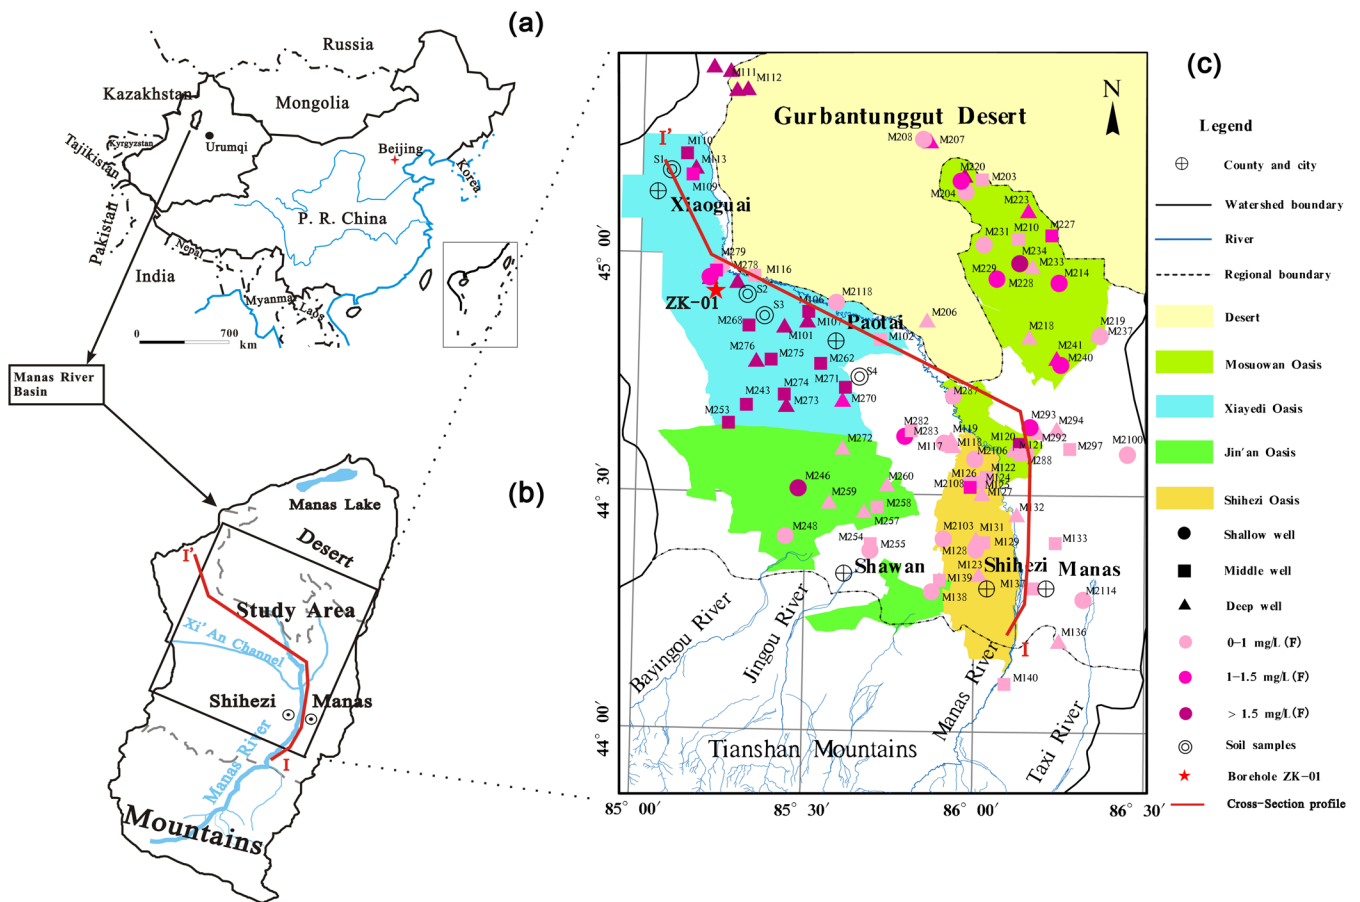 (a)
Russia
Kazakhstan
Mongolia
Kyrgyzstan
Tajikistan
Urumqi
Beijing
Korea
Pakistan
P. R. China
Nepal
India
Myanma
Laos
0
700
km
Manas River
Basin
(b)
Manas Lake
Desert
I'
Study Area
Xi' An Channel
Shihezi
Manas
I
Manas River
Mountains
(c)
N
Gurbantunggut Desert
M111
M112
M208
M207
I'
M110
S1
M113
M109
Xiaoguai
M220
M203
M204
M223
M210
M227
M231
M234
M233
M229
M228
M214
M279
M278
M116
S2
ZK-01
S3
M106
M2118
M268
M101
M107
Paotai
M102
M206
M218
M219
M237
M276
M275
M262
M241
M240
M271
S4
M243
M274
M273
M270
M253
M287
M282
M283
M293
M294
M292
M297
M2100
M117
M119
M118
M120
M121
M2106
M288
M272
M122
M126
M124
M125
M2108
M127
M246
M260
M259
M258
M257
M132
M248
M254
M255
M2103
M131
M129
M128
M133
Shawan
M123
Shihezi
Manas
M139
M137
M138
M2114
M136
I
M140
Bayingou River
Jingou River
Manas River
Taxi River
Tianshan Mountains
45° 00′
44° 30′
44° 00′
85° 00′
85° 30′
86° 00′
86° 30′
Legend
County and city
Watershed boundary
River
Regional boundary
Desert
Mosuowan Oasis
Xiayedi Oasis
Jin'an Oasis
Shihezi Oasis
Shallow well
Middle well
Deep well
0-1 mg/L (F)
1-1.5 mg/L (F)
> 1.5 mg/L (F)
Soil samples
Borehole ZK-01
Cross-Section profile